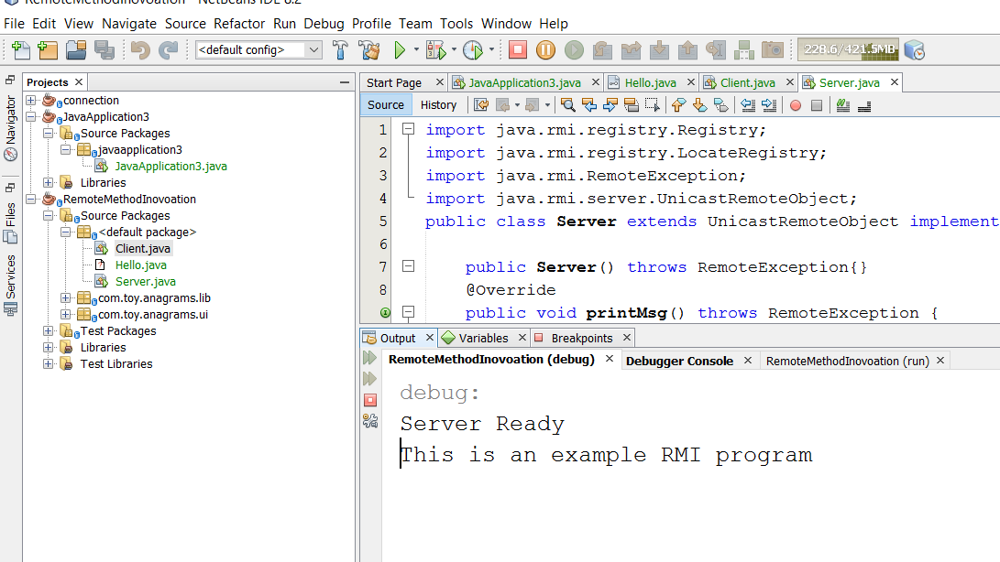 RemoteMethodInovoation - NetBeans IDE 8.2
File Edit View Navigate Source Refactor Run Debug Profile Team Tools Window Help
<default config>
228.6/421.5MB
Projects
Navigator
Files
Services
connection
JavaApplication3
Source Packages
javaapplication3
JavaApplication3.java
Libraries
RemoteMethodInovoation
Source Packages
<default package>
Client.java
Hello.java
Server.java
com.toy.anagrams.lib
com.toy.anagrams.ui
Test Packages
Libraries
Test Libraries
Start Page JavaApplication3.java Hello.java Client.java Server.java
Source History
1 import java.rmi.registry.Registry;
2 import java.rmi.registry.LocateRegistry;
3 import java.rmi.RemoteException;
4 import java.rmi.server.UnicastRemoteObject;
5 public class Server extends UnicastRemoteObject implement
6
7 public Server() throws RemoteException{}
8 @Override
public void printMsg() throws RemoteException {
Output Variables Breakpoints
RemoteMethodInovoation (debug) Debugger Console RemoteMethodInovoation (run)
debug:
Server Ready
This is an example RMI program